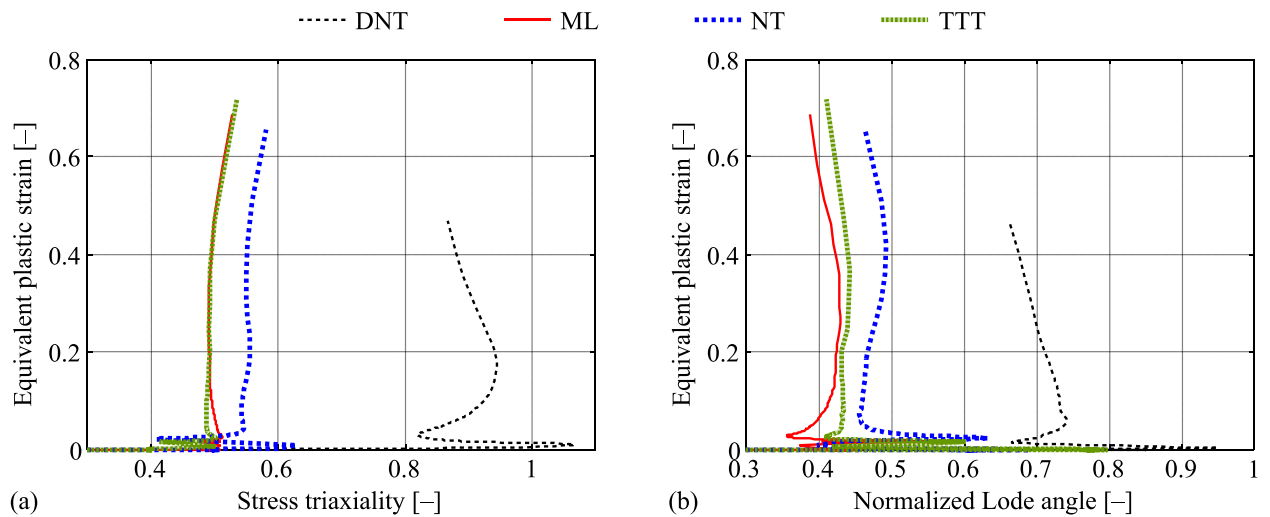 DNT ML NT TTT
0.8 0.8
0.6 0.6
0.4 0.4
0.2 0.2
0 0
Equivalent plastic strain [–] Equivalent plastic strain [–]
0.4 0.6 0.8 1 0.3 0.4 0.5 0.6 0.7 0.8 0.9 1
(a) Stress triaxiality [–] (b) Normalized Lode angle [–]